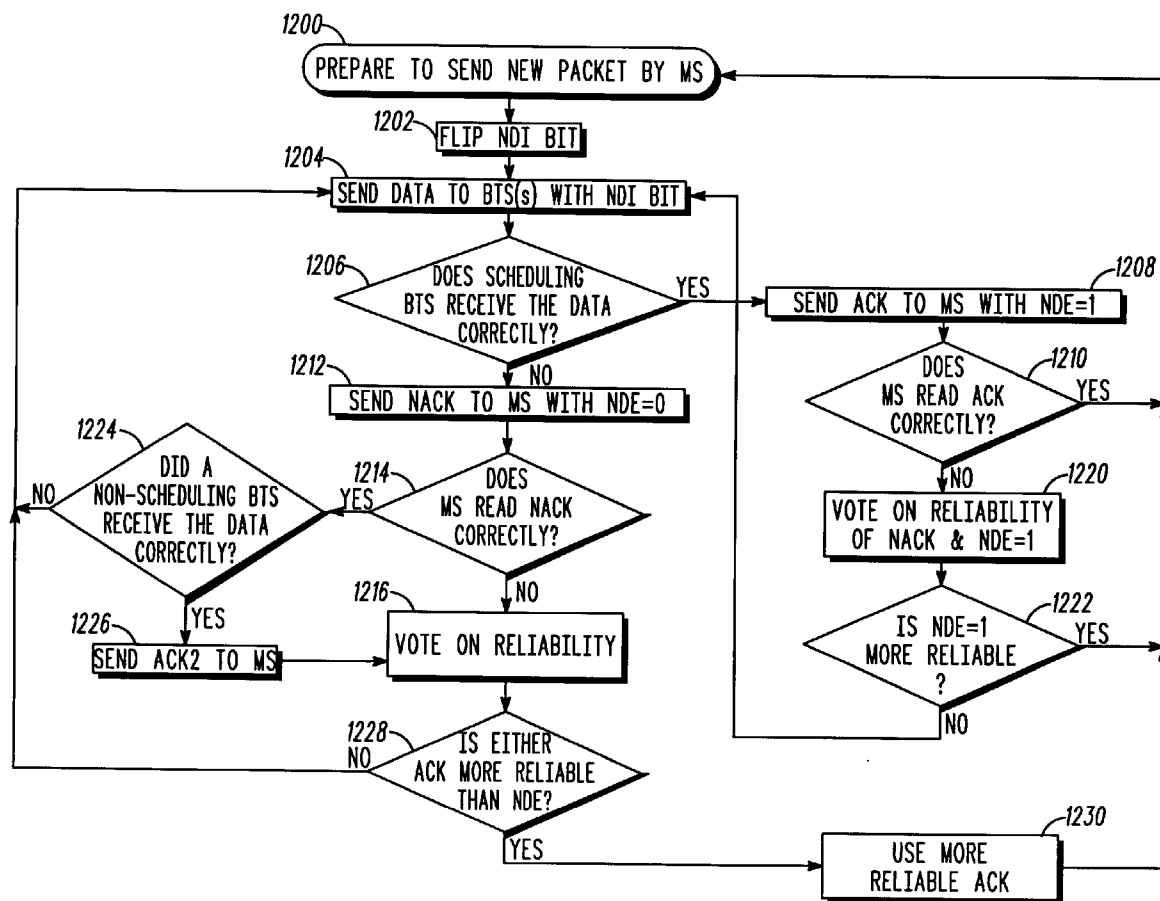 1200
PREPARE TO SEND NEW PACKET BY MS
1202
FLIP NDI BIT
1204
SEND DATA TO BTS(s) WITH NDI BIT
1206
DOES SCHEDULING
BTS RECEIVE THE DATA
CORRECTLY?
YES
NO
1208
SEND ACK TO MS WITH NDE=1
1210
DOES
MS READ ACK
CORRECTLY?
YES
NO
1212
SEND NACK TO MS WITH NDE=0
1214
DOES
MS READ NACK
CORRECTLY?
YES
NO
1224
DID A
NON-SCHEDULING BTS
RECEIVE THE DATA
CORRECTLY?
NO
YES
1226
SEND ACK2 TO MS
1216
VOTE ON RELIABILITY
1220
VOTE ON RELIABILITY
OF NACK & NDE=1
1222
IS NDE=1
MORE RELIABLE
?
YES
NO
1228
IS EITHER
ACK MORE RELIABLE
THAN NDE?
NO
YES
1230
USE MORE
RELIABLE ACK